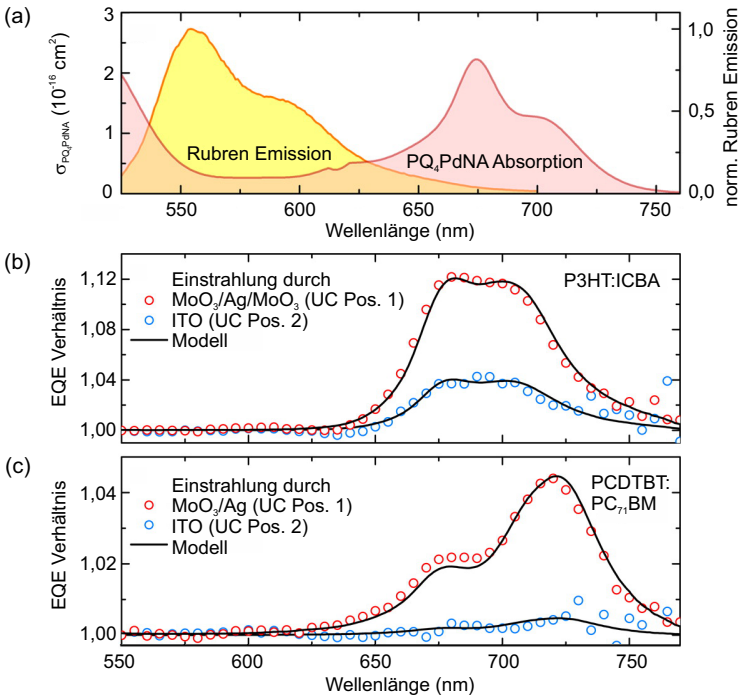 (a)
σPQ₄PdNA (10⁻¹⁶ cm²)
3
2
1
0
Rubren Emission
PQ₄PdNA Absorption
1,0
0,5
0,0
norm. Rubren Emission
550 600 650 700 750
Wellenlänge (nm)
(b)
EQE Verhältnis
1,12
1,08
1,04
1,00
Einstrahlung durch
MoO₃/Ag/MoO₃ (UC Pos. 1)
ITO (UC Pos. 2)
Modell
P3HT:ICBA
(c)
EQE Verhältnis
1,04
1,02
1,00
Einstrahlung durch
MoO₃/Ag (UC Pos. 1)
ITO (UC Pos. 2)
Modell
PCDTBT:
PC₇₁BM
550 600 650 700 750
Wellenlänge (nm)